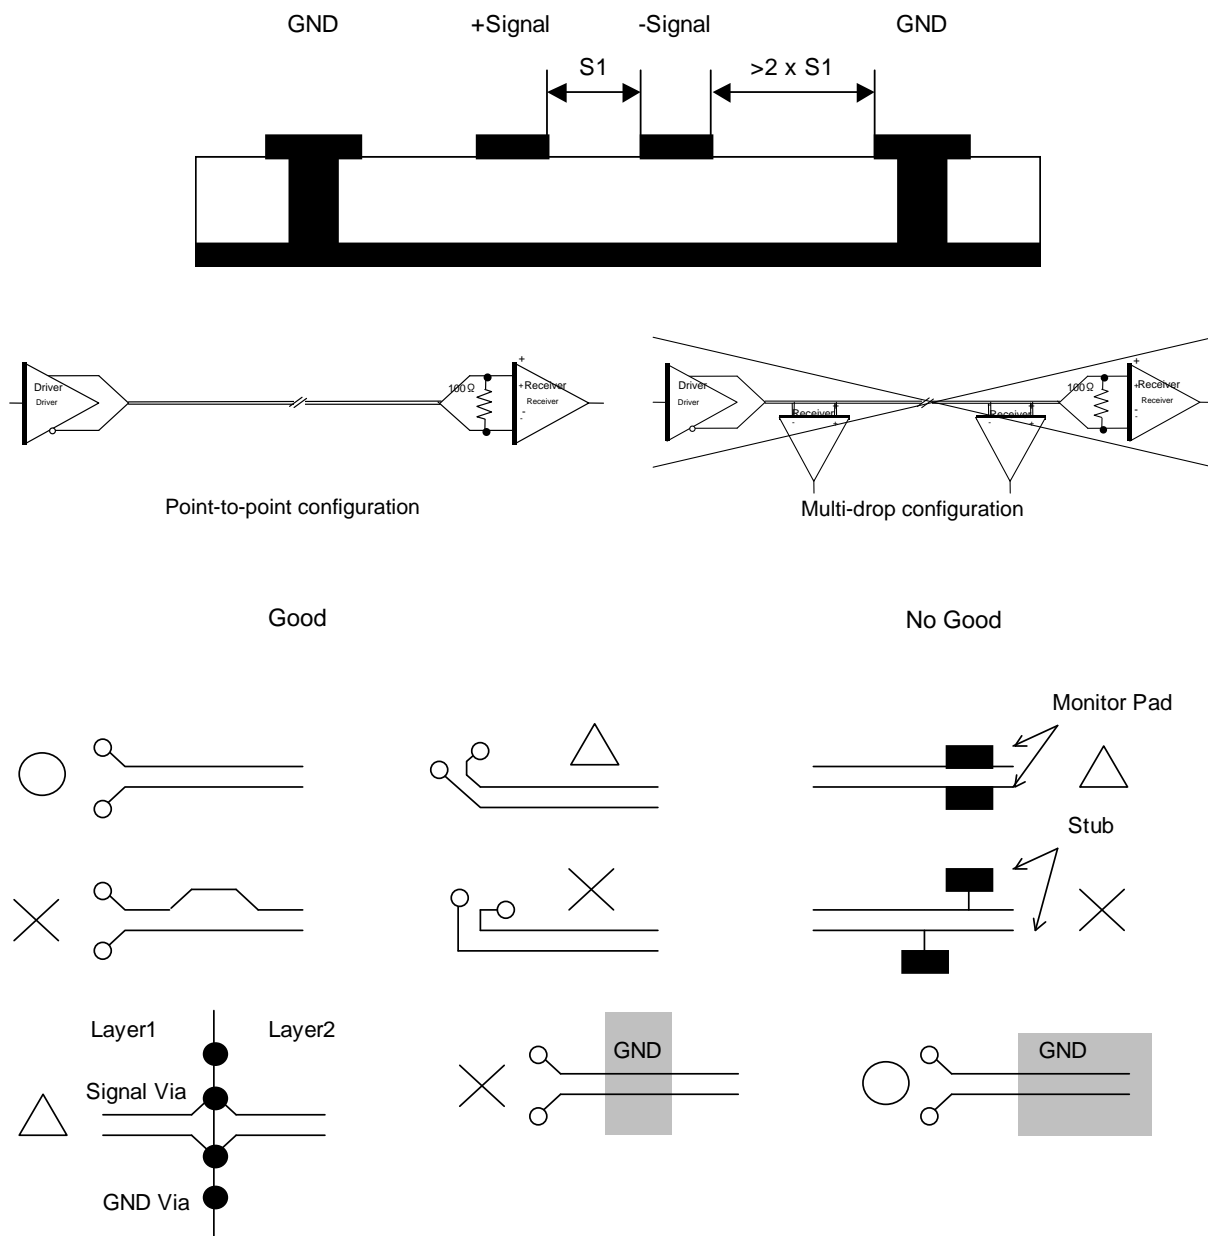 GND +Signal -Signal GND
S1 >2 x S1
+
Driver 100Ω +Receiver
Driver Receiver
-
-
+
Driver 100Ω +Receiver
Driver Receiver
-
-
Receiver Receiver
- + - +
Point-to-point configuration Multi-drop configuration
Good No Good
Monitor Pad
Stub
Layer1 Layer2
GND GND
Signal Via
GND Via